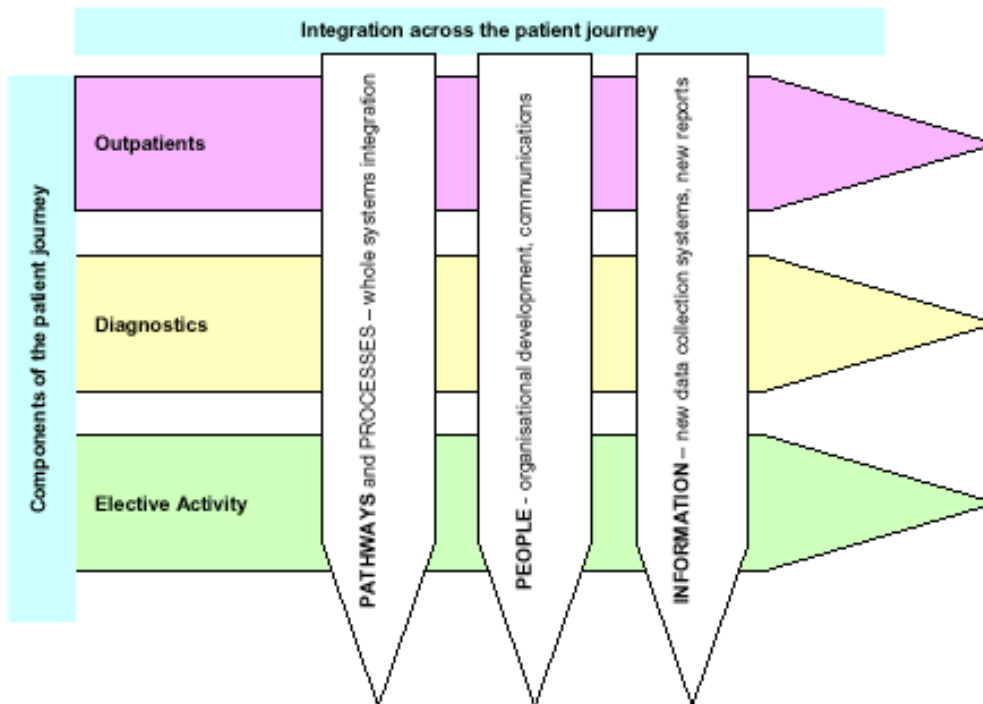 Integration across the patient journey
Components of the patient journey
Outpatients
Diagnostics
Elective Activity
PATHWAYS and PROCESSES – whole systems integration
PEOPLE - organisational development, communications
INFORMATION – new data collection systems, new reports